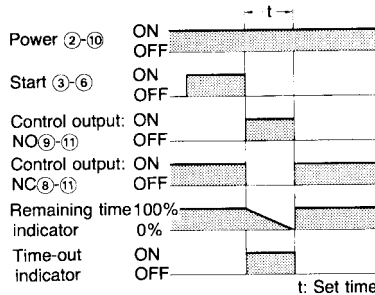 t
Power ②-⑩ ON
OFF
Start ③-⑥ ON
OFF
Control output: ON
NO⑨-⑪ OFF
Control output: ON
NC⑧-⑪ OFF
Remaining time 100%
indicator 0%
Time-out ON
indicator OFF
t: Set time